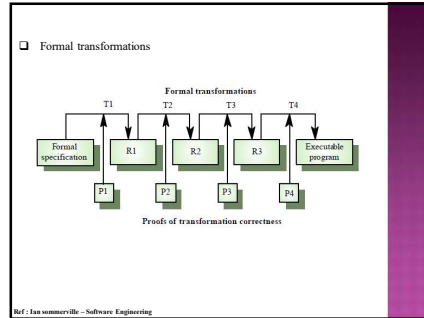 Formal transformations
Formal transformations
T1 T2 T3 T4
Formal
specification
R1 R2 R3
Executable
program
P1 P2 P3 P4
Proofs of transformation correctness
Ref : Ian sommerville – Software Engineering